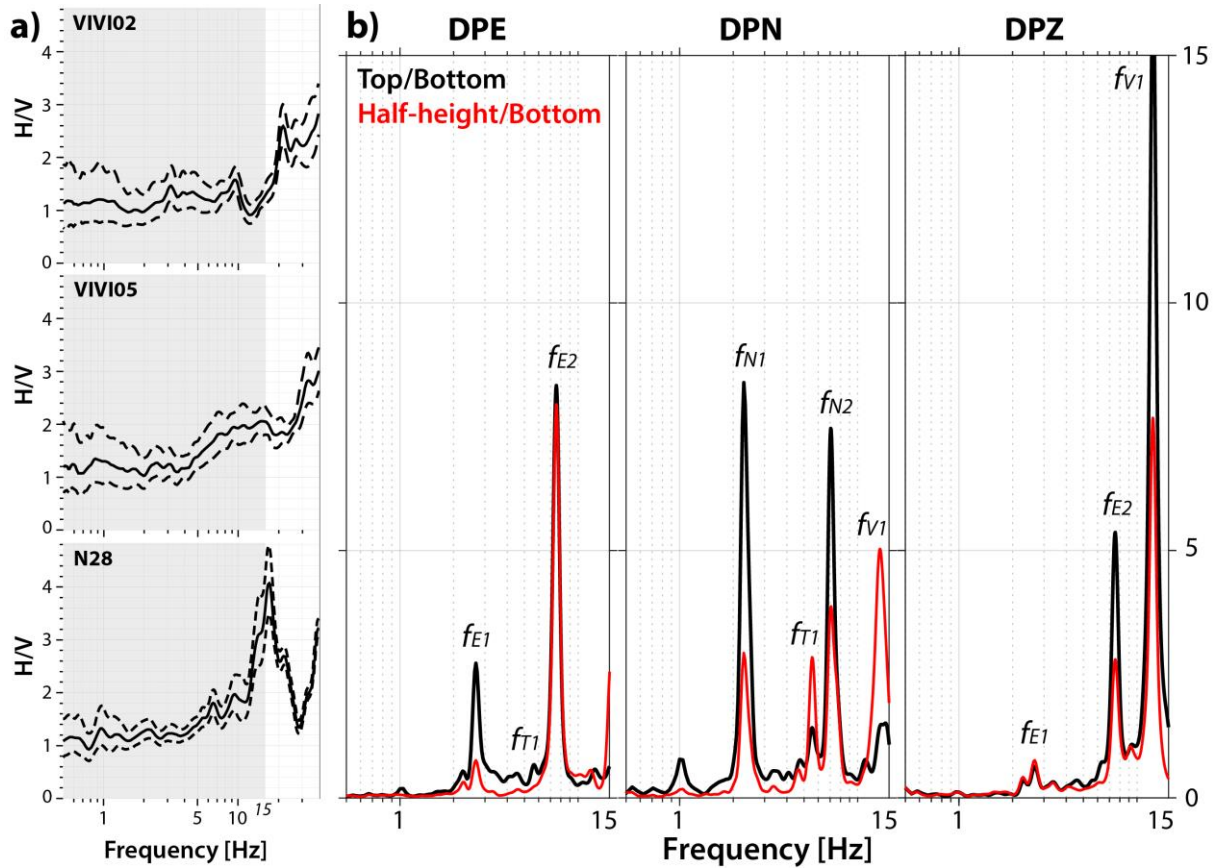 a)
VIVI02
4
3
2
1
0
H/V
VIVI05
4
3
2
1
0
H/V
N28
4
3
2
1
0
H/V
1 5 10 15
Frequency [Hz]
b)
DPE DPN DPZ
Top/Bottom
Half-height/Bottom
fE1
fT1
fE2
fN1
fT1
fN2
fV1
fE1
fE2
fV1
15
10
5
0
1 15 1 15 1 15
Frequency [Hz]